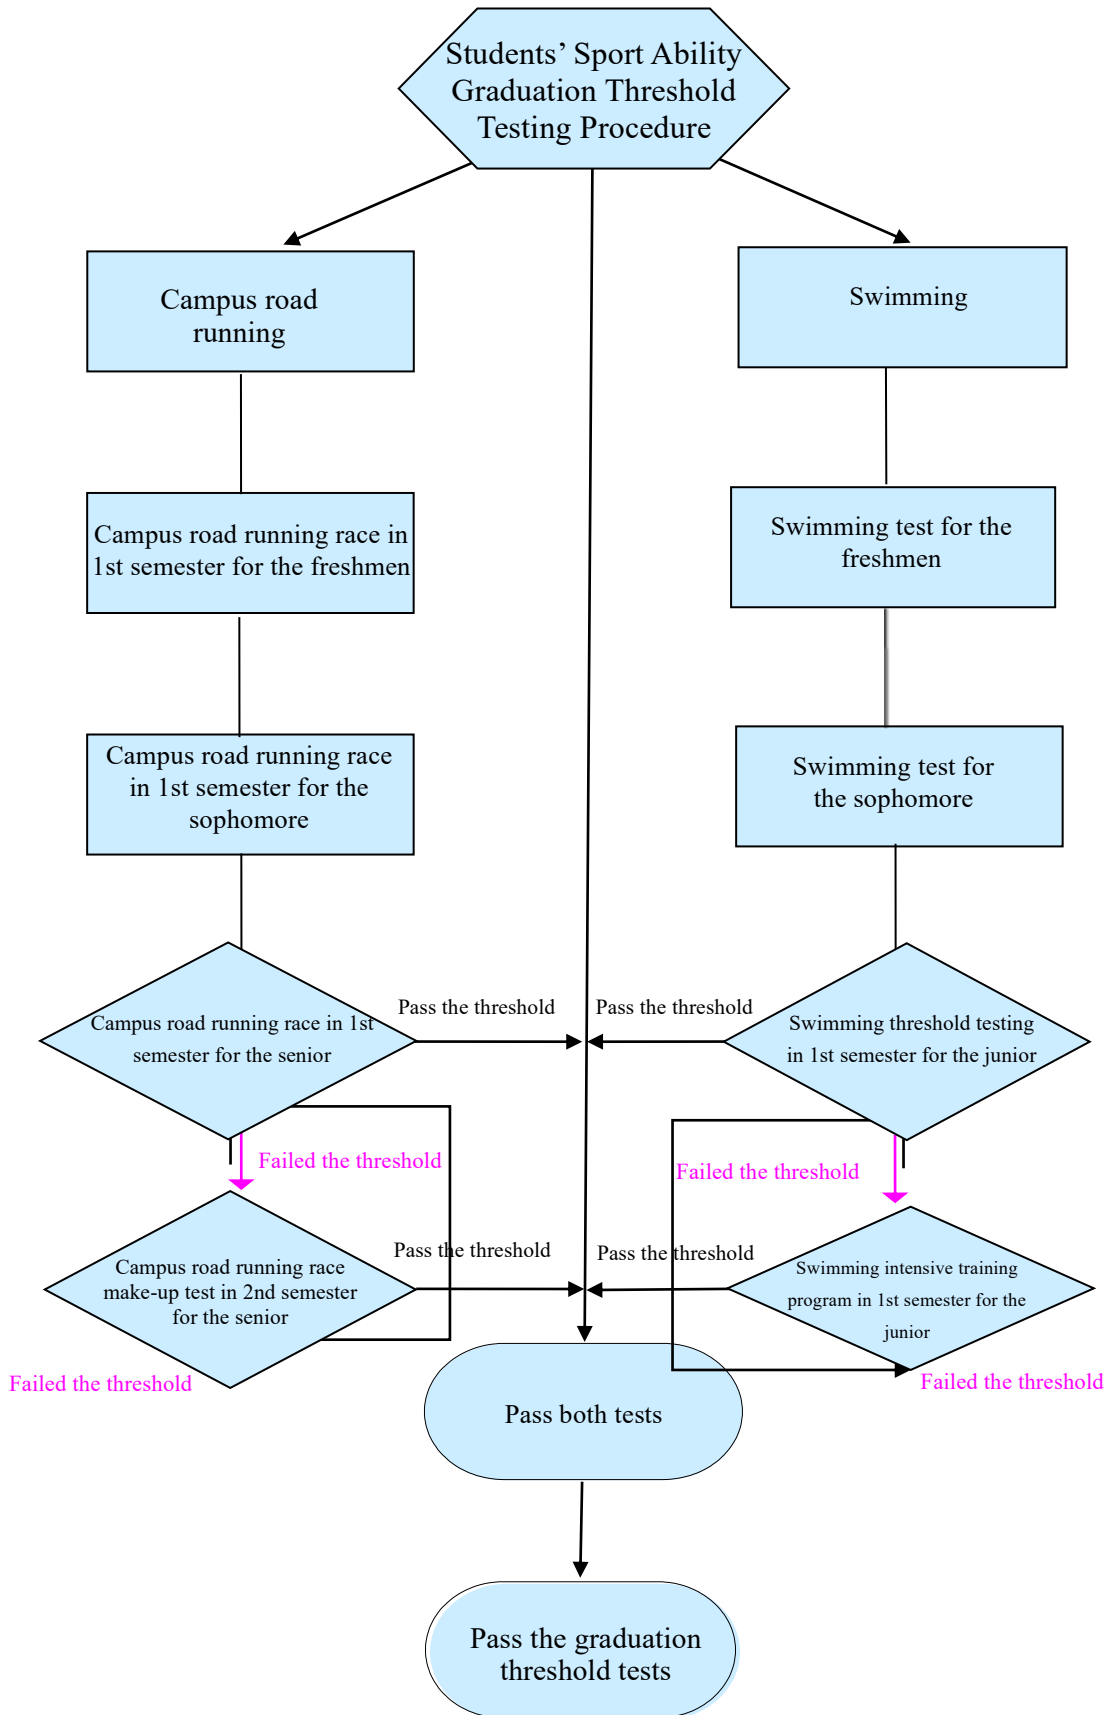 Students’ Sport Ability
Graduation Threshold
Testing Procedure
Campus road
running
Swimming
Campus road running race in
1st semester for the freshmen
Swimming test for the
freshmen
Campus road running race
in 1st semester for the
sophomore
Swimming test for
the sophomore
Campus road running race in 1st
semester for the senior
Pass the threshold
Pass the threshold
Swimming threshold testing
in 1st semester for the junior
Failed the threshold
Failed the threshold
Campus road running race
make-up test in 2nd semester
for the senior
Pass the threshold
Pass the threshold
Swimming intensive training
program in 1st semester for the
junior
Failed the threshold
Failed the threshold
Pass both tests
Pass the graduation
threshold tests